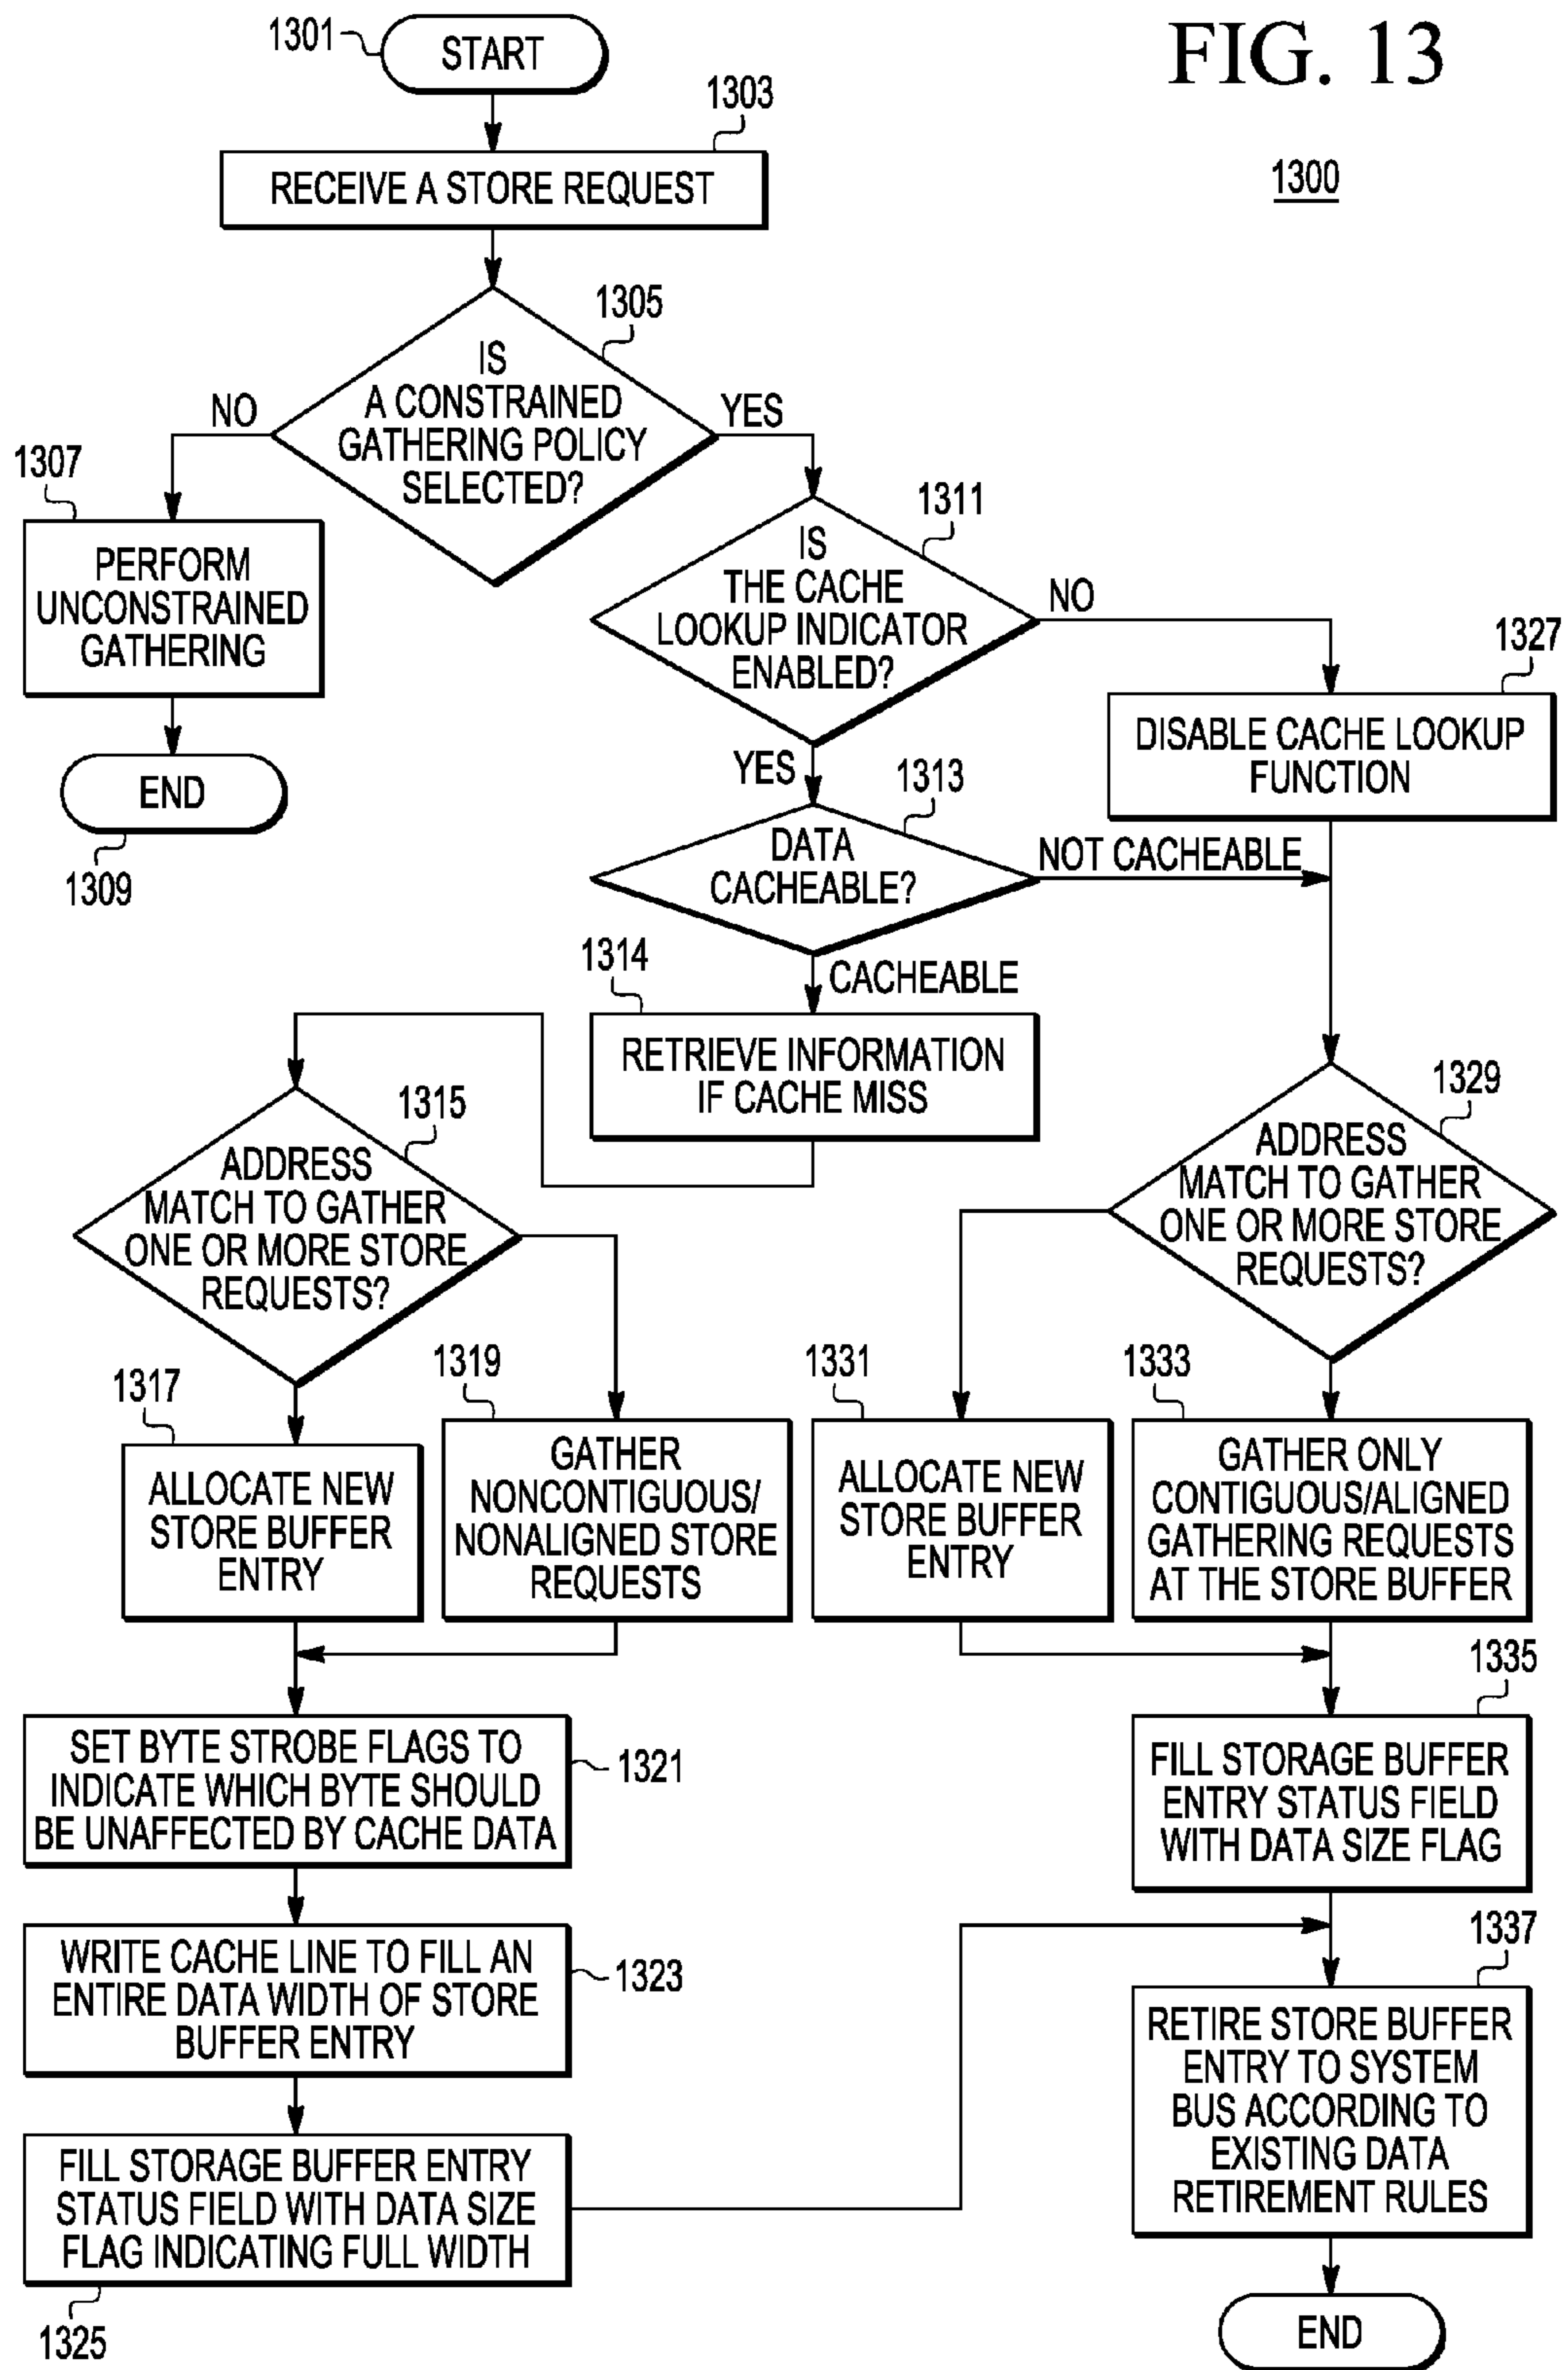 FIG. 13
1300
1301
START
1303
RECEIVE A STORE REQUEST
1305
IS
A CONSTRAINED
GATHERING POLICY
SELECTED?
NO
YES
1307
PERFORM
UNCONSTRAINED
GATHERING
END
1309
1311
IS
THE CACHE
LOOKUP INDICATOR
ENABLED?
NO
YES
1327
DISABLE CACHE LOOKUP
FUNCTION
1313
DATA
CACHEABLE?
NOT CACHEABLE
CACHEABLE
1314
RETRIEVE INFORMATION
IF CACHE MISS
1315
ADDRESS
MATCH TO GATHER
ONE OR MORE STORE
REQUESTS?
1329
ADDRESS
MATCH TO GATHER
ONE OR MORE STORE
REQUESTS?
1317
ALLOCATE NEW
STORE BUFFER
ENTRY
1319
GATHER
NONCONTIGUOUS/
NONALIGNED STORE
REQUESTS
1331
ALLOCATE NEW
STORE BUFFER
ENTRY
1333
GATHER ONLY
CONTIGUOUS/ALIGNED
GATHERING REQUESTS
AT THE STORE BUFFER
SET BYTE STROBE FLAGS TO
INDICATE WHICH BYTE SHOULD
BE UNAFFECTED BY CACHE DATA
1321
1335
FILL STORAGE BUFFER
ENTRY STATUS FIELD
WITH DATA SIZE FLAG
WRITE CACHE LINE TO FILL AN
ENTIRE DATA WIDTH OF STORE
BUFFER ENTRY
1323
1337
RETIRE STORE BUFFER
ENTRY TO SYSTEM
BUS ACCORDING TO
EXISTING DATA
RETIREMENT RULES
FILL STORAGE BUFFER ENTRY
STATUS FIELD WITH DATA SIZE
FLAG INDICATING FULL WIDTH
1325
END